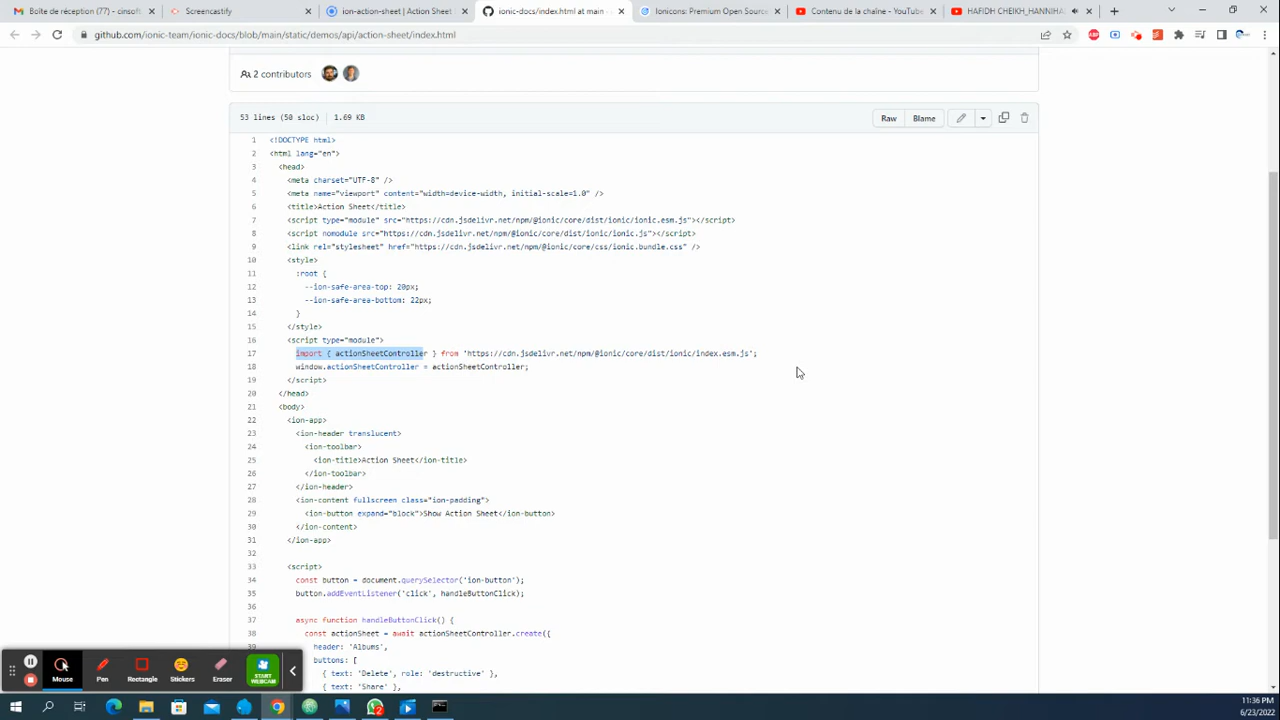 Boîte de réception (77) - cinsoft
Screencastify
ion-action-sheet | Action Sheet
ionic-docs/index.html at main
Ionicons: Premium Open Source
Contenu de la chaîne - YouTube
HAFIDH CHEIKH_HANNIHA
github.com/ionic-team/ionic-docs/blob/main/static/demos/api/action-sheet/index.html
2 contributors
53 lines (50 sloc) 1.69 KB
Raw Blame
1 <!DOCTYPE html>
2 <html lang="en">
3 <head>
4 <meta charset="UTF-8" />
5 <meta name="viewport" content="width=device-width, initial-scale=1.0" />
6 <title>Action Sheet</title>
7 <script type="module" src="https://cdn.jsdelivr.net/npm/@ionic/core/dist/ionic/ionic.esm.js"></script>
8 <script nomodule src="https://cdn.jsdelivr.net/npm/@ionic/core/dist/ionic/ionic.js"></script>
9 <link rel="stylesheet" href="https://cdn.jsdelivr.net/npm/@ionic/core/css/ionic.bundle.css" />
10 <style>
11 :root {
12 --ion-safe-area-top: 20px;
13 --ion-safe-area-bottom: 22px;
14 }
15 </style>
16 <script type="module">
17 import { actionSheetController } from 'https://cdn.jsdelivr.net/npm/@ionic/core/dist/ionic/index.esm.js';
18 window.actionSheetController = actionSheetController;
19 </script>
20 </head>
21 <body>
22 <ion-app>
23 <ion-header translucent>
24 <ion-toolbar>
25 <ion-title>Action Sheet</ion-title>
26 </ion-toolbar>
27 </ion-header>
28 <ion-content fullscreen class="ion-padding">
29 <ion-button expand="block">Show Action Sheet</ion-button>
30 </ion-content>
31 </ion-app>
32
33 <script>
34 const button = document.querySelector('ion-button');
35 button.addEventListener('click', handleButtonClick);
36
37 async function handleButtonClick() {
38 const actionSheet = await actionSheetController.create({
39 header: 'Albums',
buttons: [
{ text: 'Delete', role: 'destructive' },
{ text: 'Share' },
Mouse
Pen
Rectangle
Stickers
Eraser
START
WEBCAM
2
11:36 PM
6/23/2022